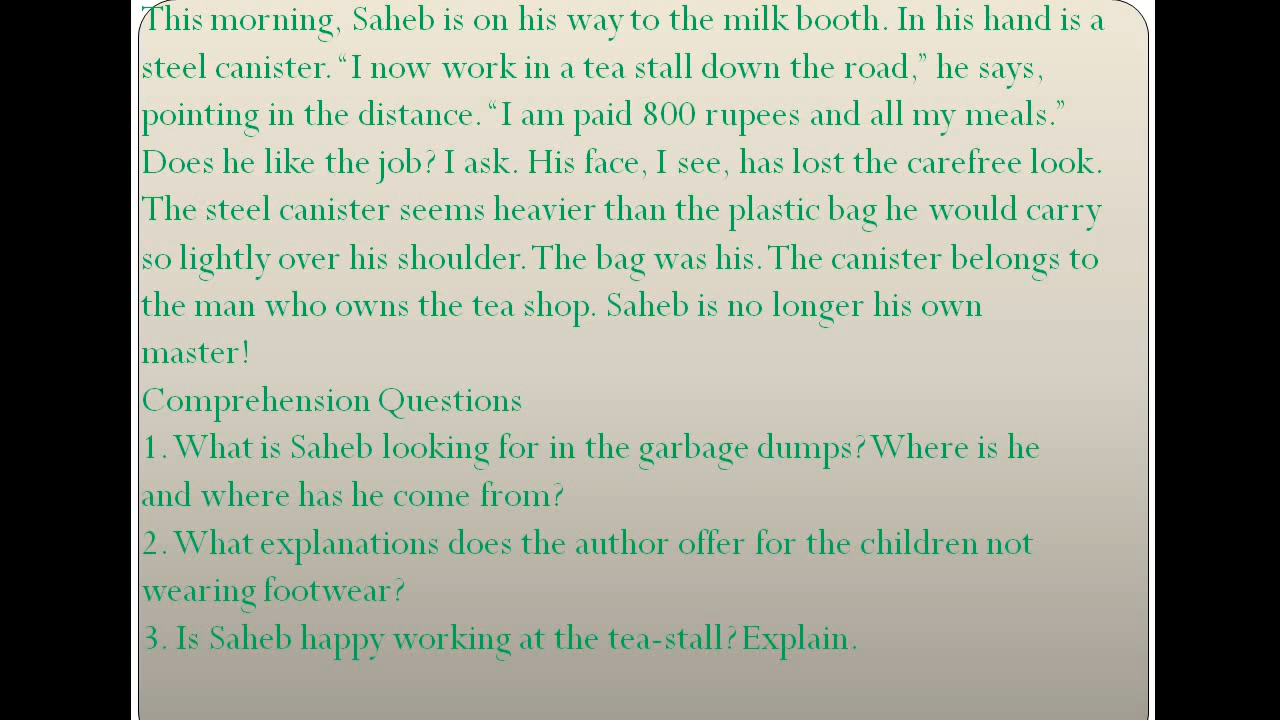 This morning, Saheb is on his way to the milk booth. In his hand is a
steel canister. “I now work in a tea stall down the road,” he says,
pointing in the distance. “I am paid 800 rupees and all my meals.”
Does he like the job? I ask. His face, I see, has lost the carefree look.
The steel canister seems heavier than the plastic bag he would carry
so lightly over his shoulder. The bag was his. The canister belongs to
the man who owns the tea shop. Saheb is no longer his own
master!
Comprehension Questions
1. What is Saheb looking for in the garbage dumps? Where is he
and where has he come from?
2. What explanations does the author offer for the children not
wearing footwear?
3. Is Saheb happy working at the tea-stall? Explain.